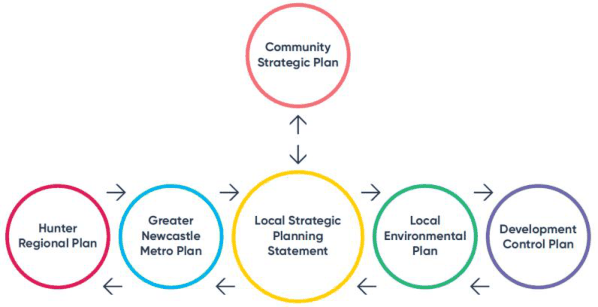 Community
Strategic Plan
Hunter
Regional Plan
Greater
Newcastle
Metro Plan
Local Strategic
Planning
Statement
Local
Environmental
Plan
Development
Control Plan